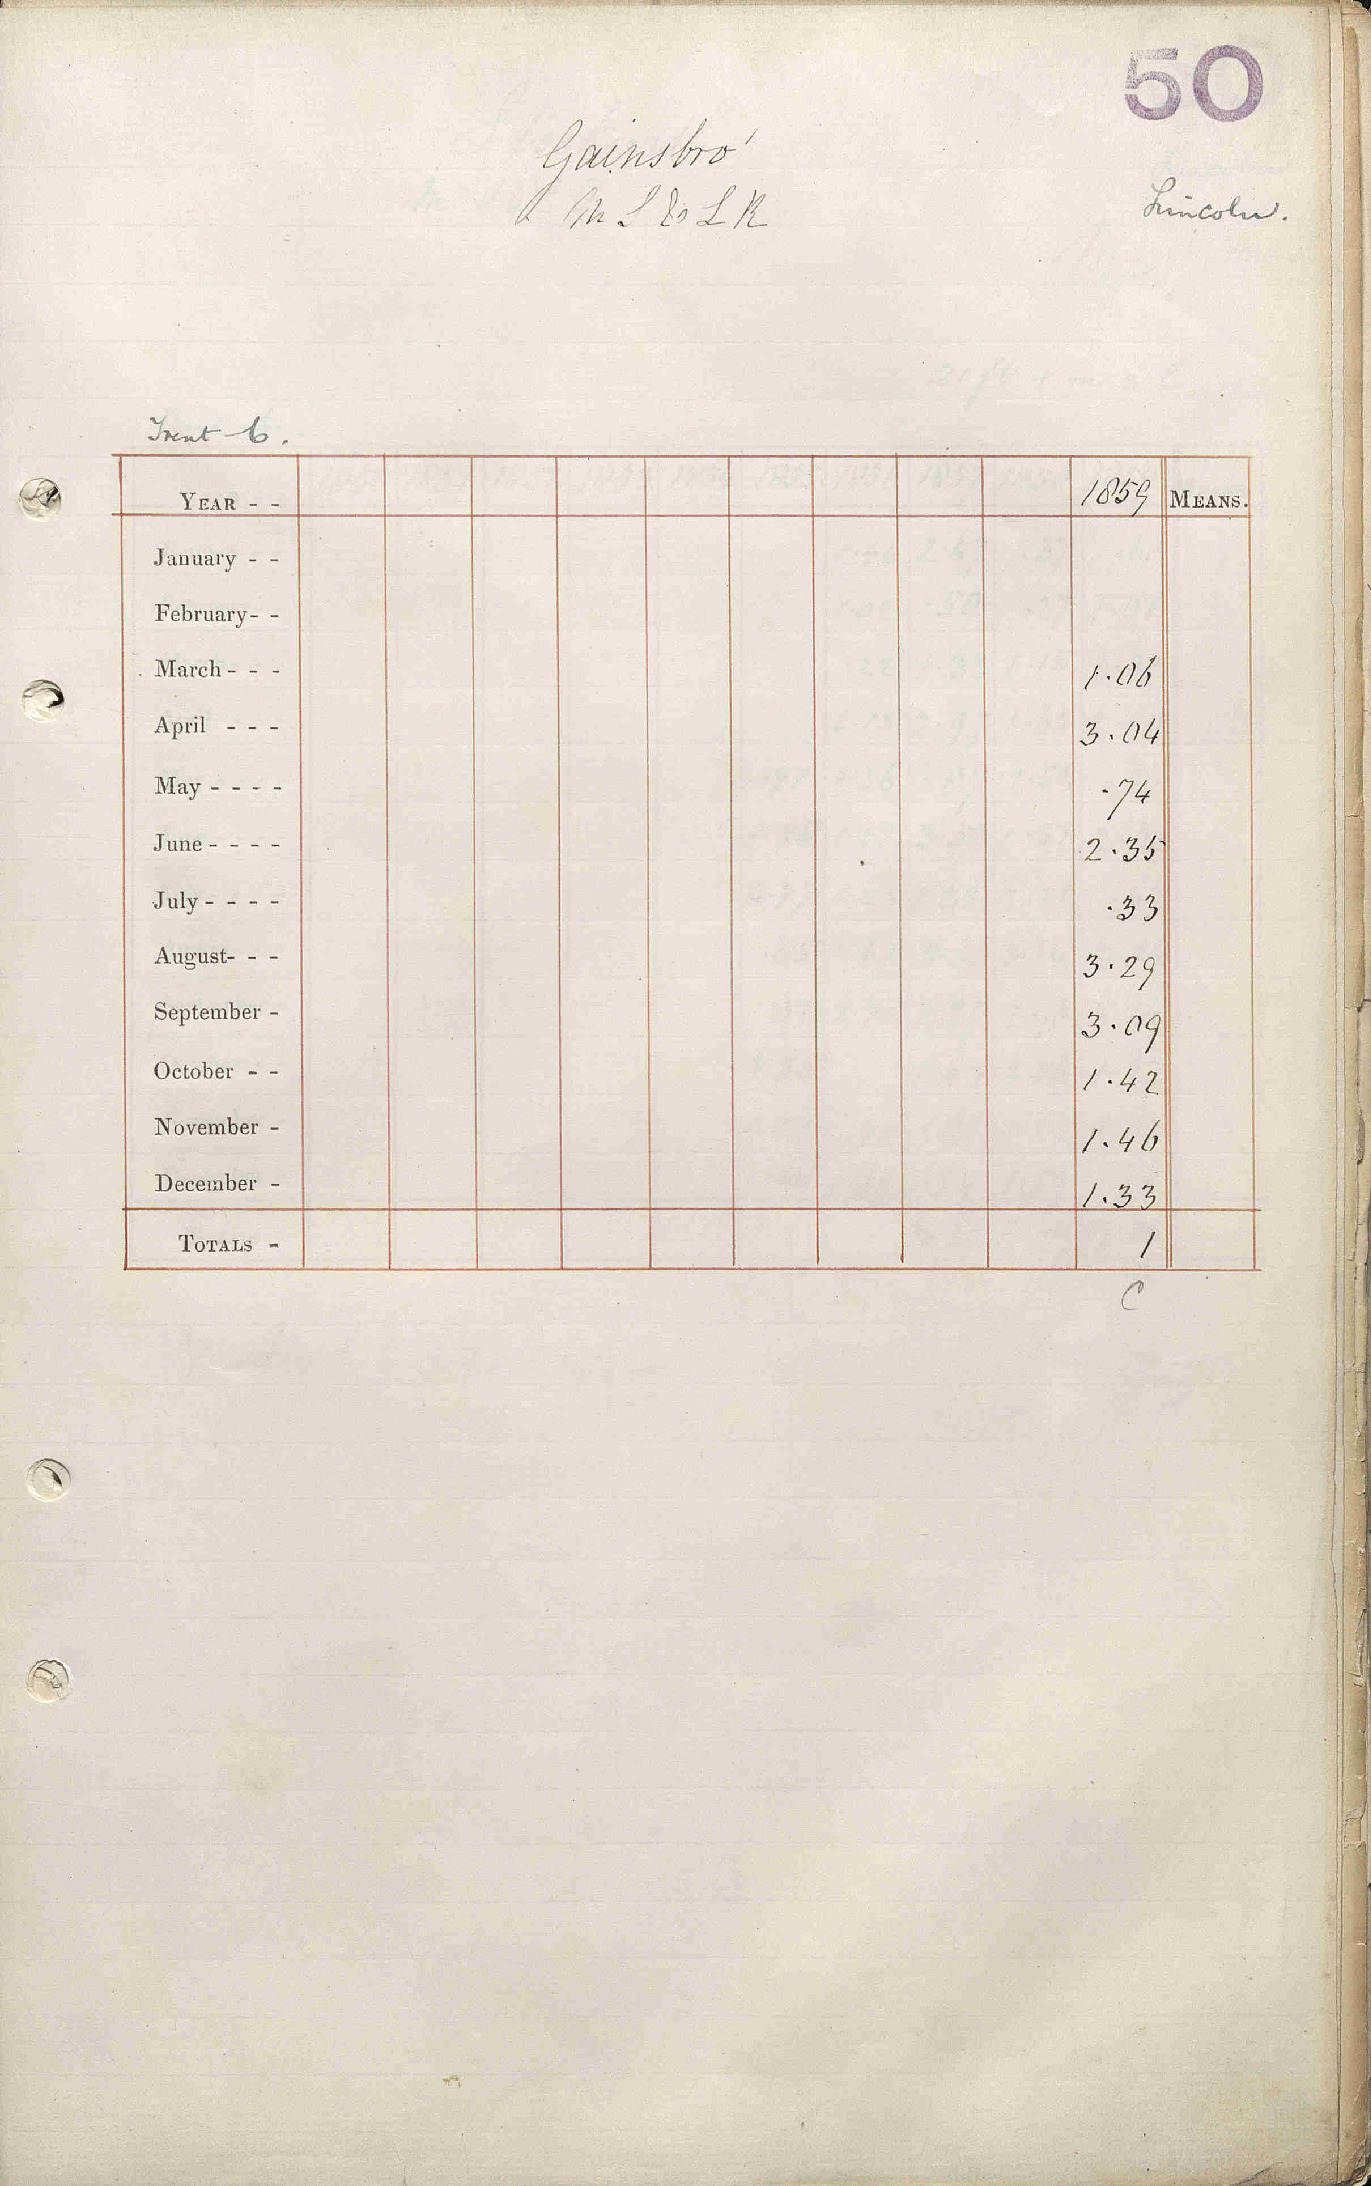 50
Gainsbro'
M S & L R
Lincoln.
Trent 6.
YEAR - - 1859 MEANS.
January - -
February - -
March - - - 1.06
April - - - 3.04
May - - - - .74
June - - - - 2.35
July - - - - .33
August - - - 3.29
September - 3.09
October - - 1.42
November - 1.46
December - 1.33
TOTALS - /
C